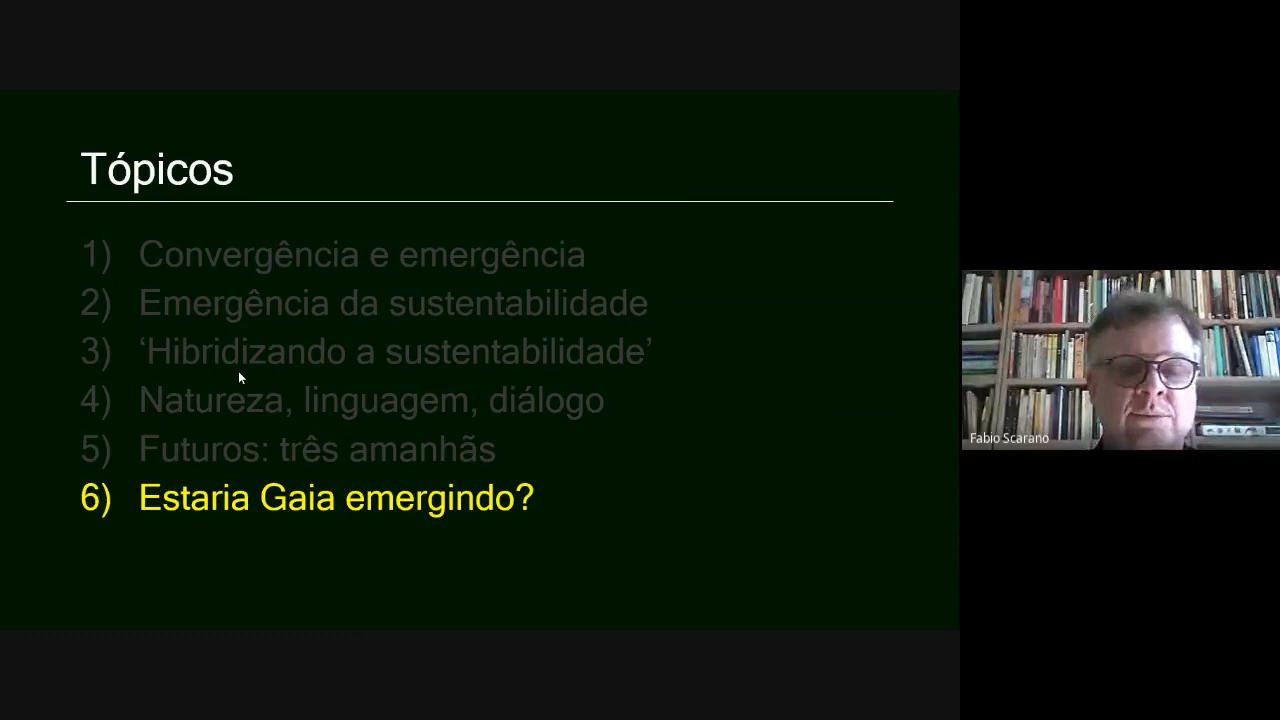 Tópicos
1) Convergência e emergência
2) Emergência da sustentabilidade
3) ‘Hibridizando a sustentabilidade’
4) Natureza, linguagem, diálogo
5) Futuros: três amanhãs
6) Estaria Gaia emergindo?
Fabio Scarano